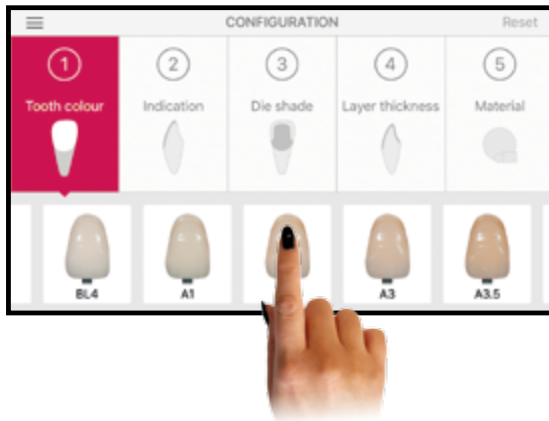 CONFIGURATION
Reset
1
2
3
4
5
Tooth colour
Indication
Die shade
Layer thickness
Material
BL4
A1
A3
A3.5